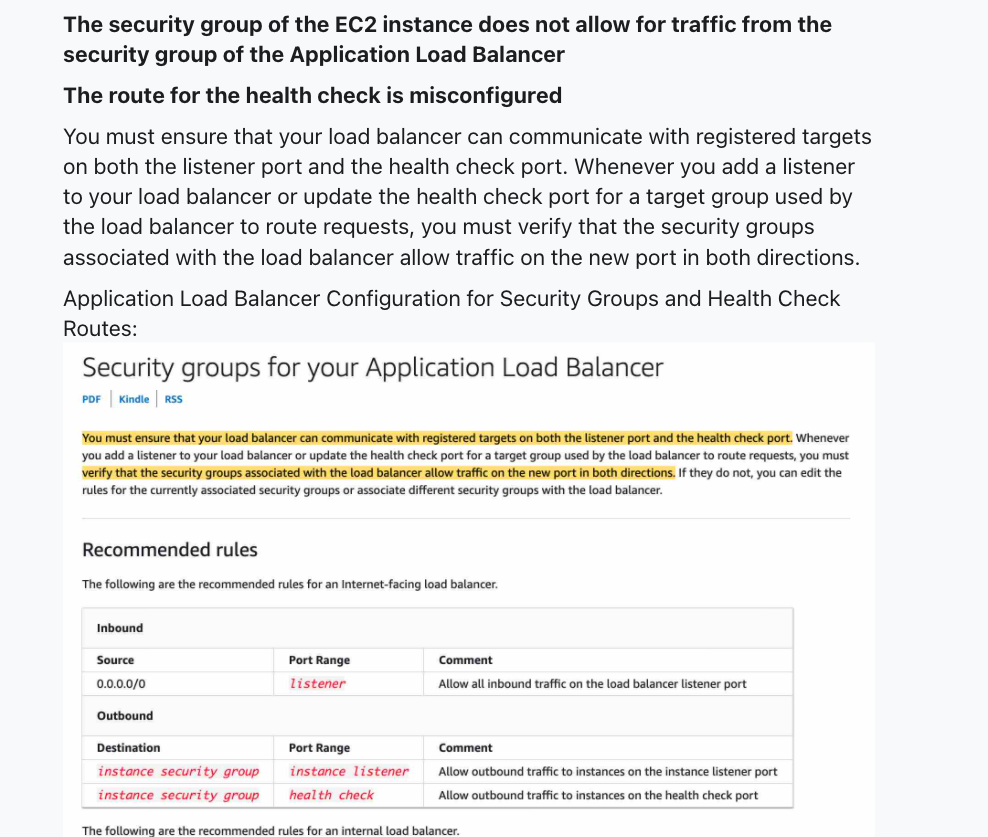 The security group of the EC2 instance does not allow for traffic from the
security group of the Application Load Balancer
The route for the health check is misconfigured
You must ensure that your load balancer can communicate with registered targets
on both the listener port and the health check port. Whenever you add a listener
to your load balancer or update the health check port for a target group used by
the load balancer to route requests, you must verify that the security groups
associated with the load balancer allow traffic on the new port in both directions.
Application Load Balancer Configuration for Security Groups and Health Check
Routes:
Security groups for your Application Load Balancer
PDF Kindle RSS
You must ensure that your load balancer can communicate with registered targets on both the listener port and the health check port. Whenever
you add a listener to your load balancer or update the health check port for a target group used by the load balancer to route requests, you must
verify that the security groups associated with the load balancer allow traffic on the new port in both directions. If they do not, you can edit the
rules for the currently associated security groups or associate different security groups with the load balancer.
Recommended rules
The following are the recommended rules for an Internet-facing load balancer.
Inbound
Source Port Range Comment
0.0.0.0/0 listener Allow all inbound traffic on the load balancer listener port
Outbound
Destination Port Range Comment
instance security group instance listener Allow outbound traffic to instances on the instance listener port
instance security group health check Allow outbound traffic to instances on the health check port
The following are the recommended rules for an internal load balancer.